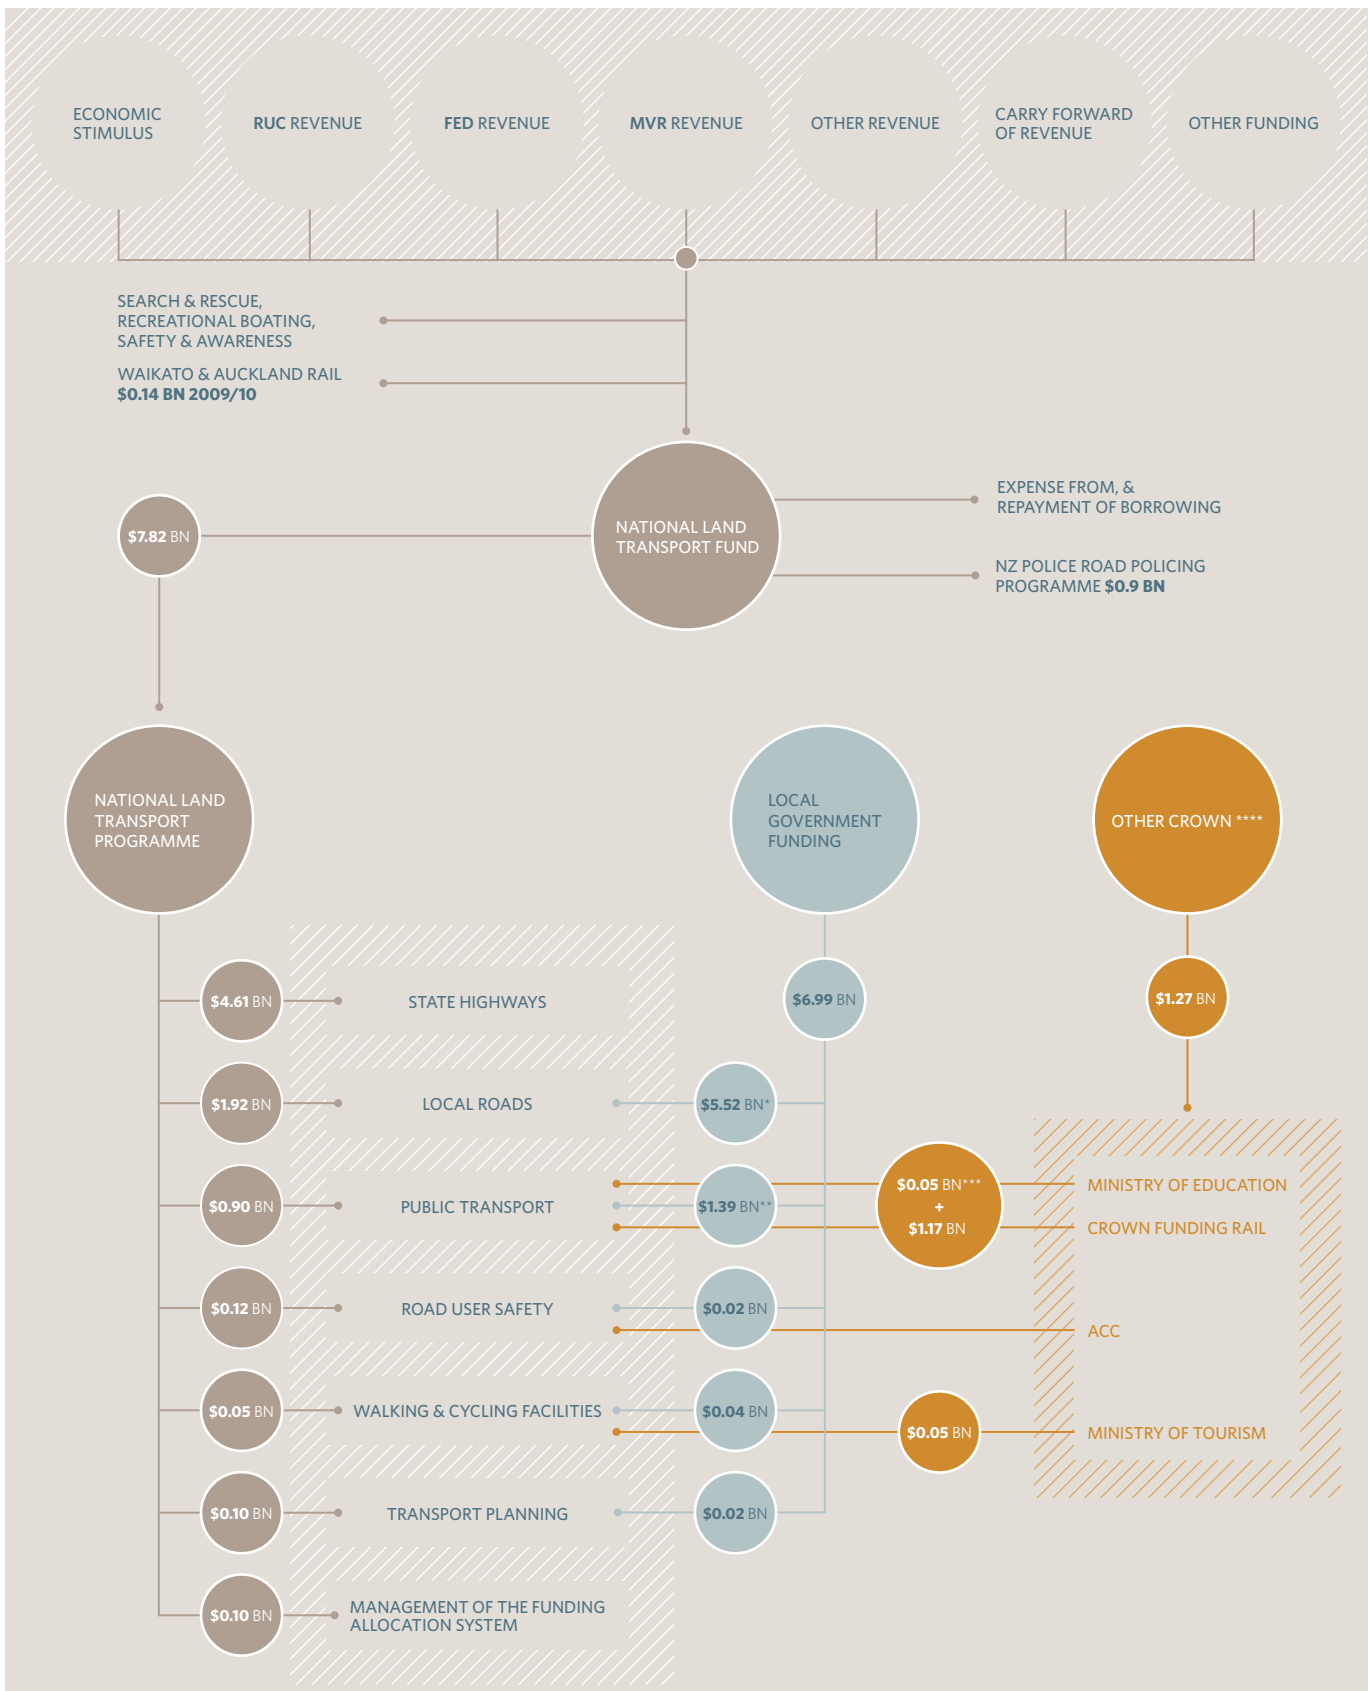 ECONOMIC
STIMULUS
RUC REVENUE
FED REVENUE
MVR REVENUE
OTHER REVENUE
CARRY FORWARD
OF REVENUE
OTHER FUNDING
SEARCH & RESCUE,
RECREATIONAL BOATING,
SAFETY & AWARENESS
WAIKATO & AUCKLAND RAIL
$0.14 BN 2009/10
EXPENSE FROM, &
REPAYMENT OF BORROWING
NATIONAL LAND
TRANSPORT FUND
$7.82 BN
NZ POLICE ROAD POLICING
PROGRAMME $0.9 BN
NATIONAL LAND
TRANSPORT
PROGRAMME
LOCAL
GOVERNMENT
FUNDING
OTHER CROWN ****
$4.61 BN
STATE HIGHWAYS
$6.99 BN
$1.27 BN
$1.92 BN
LOCAL ROADS
$5.52 BN*
$0.90 BN
PUBLIC TRANSPORT
$1.39 BN**
$0.05 BN***
+
$1.17 BN
MINISTRY OF EDUCATION
CROWN FUNDING RAIL
$0.12 BN
ROAD USER SAFETY
$0.02 BN
ACC
$0.05 BN
WALKING & CYCLING FACILITIES
$0.04 BN
$0.05 BN
MINISTRY OF TOURISM
$0.10 BN
TRANSPORT PLANNING
$0.02 BN
$0.10 BN
MANAGEMENT OF THE FUNDING
ALLOCATION SYSTEM